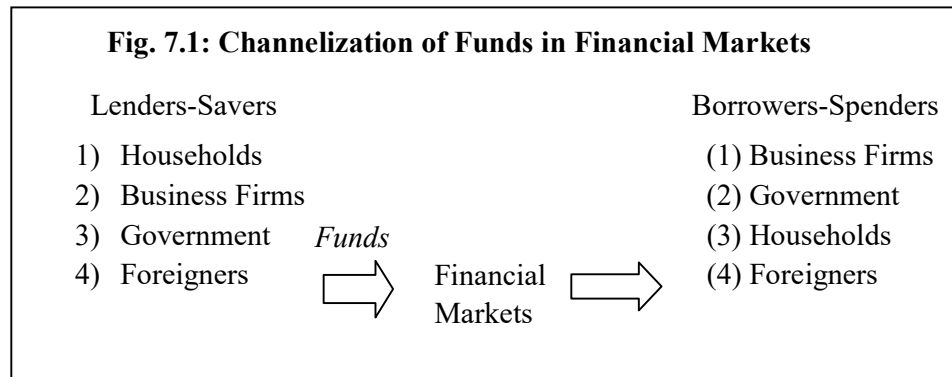 Fig. 7.1: Channelization of Funds in Financial Markets
Lenders-Savers
1) Households
2) Business Firms
3) Government
4) Foreigners
Funds
Financial
Markets
Borrowers-Spenders
(1) Business Firms
(2) Government
(3) Households
(4) Foreigners